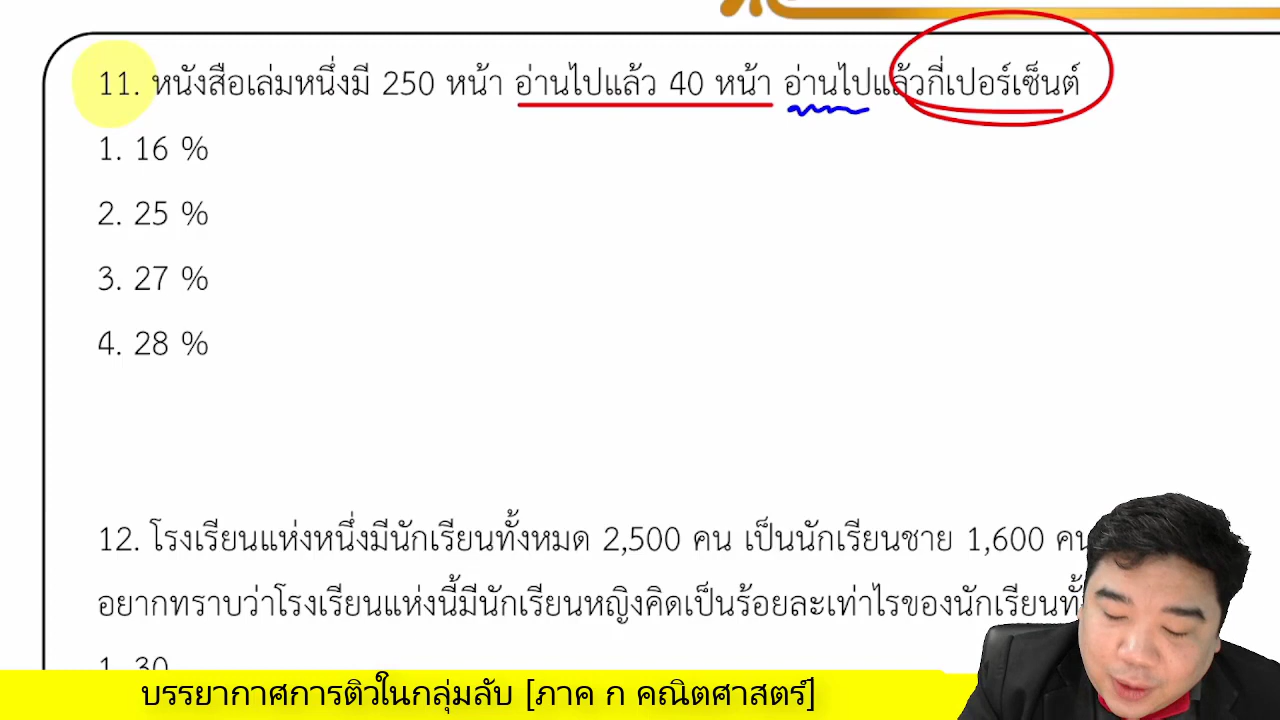 11. หนังสือเล่มหนึ่งมี 250 หน้า อ่านไปแล้ว 40 หน้า อ่านไปแล้วกี่เปอร์เซ็นต์
1. 16 %
2. 25 %
3. 27 %
4. 28 %
12. โรงเรียนแห่งหนึ่งมีนักเรียนทั้งหมด 2,500 คน เป็นนักเรียนชาย 1,600 คน
อยากทราบว่าโรงเรียนแห่งนี้มีนักเรียนหญิงคิดเป็นร้อยละเท่าไรของนักเรียนทั้
1. 30
บรรยากาศการติวในกลุ่มลับ [ภาค ก คณิตศาสตร์]